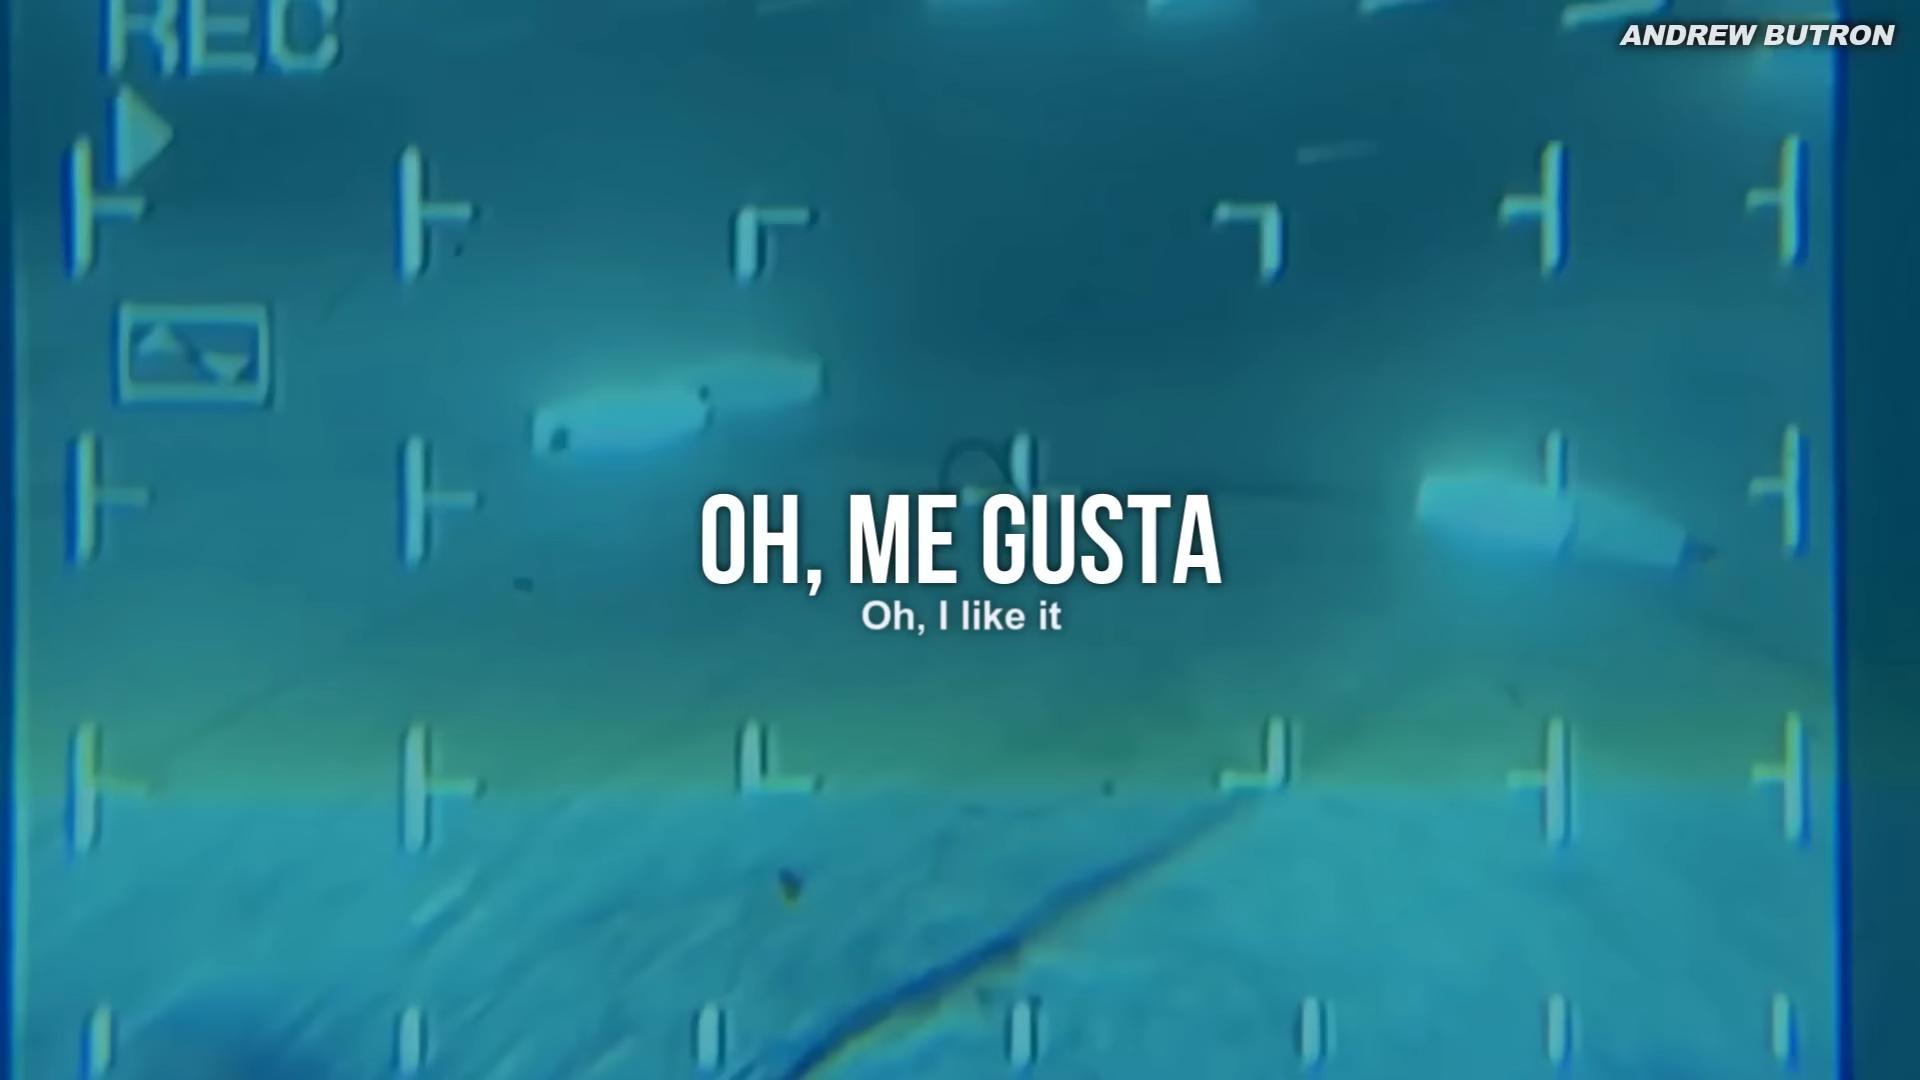 REC
ANDREW BUTRON
OH, ME GUSTA
Oh, I like it